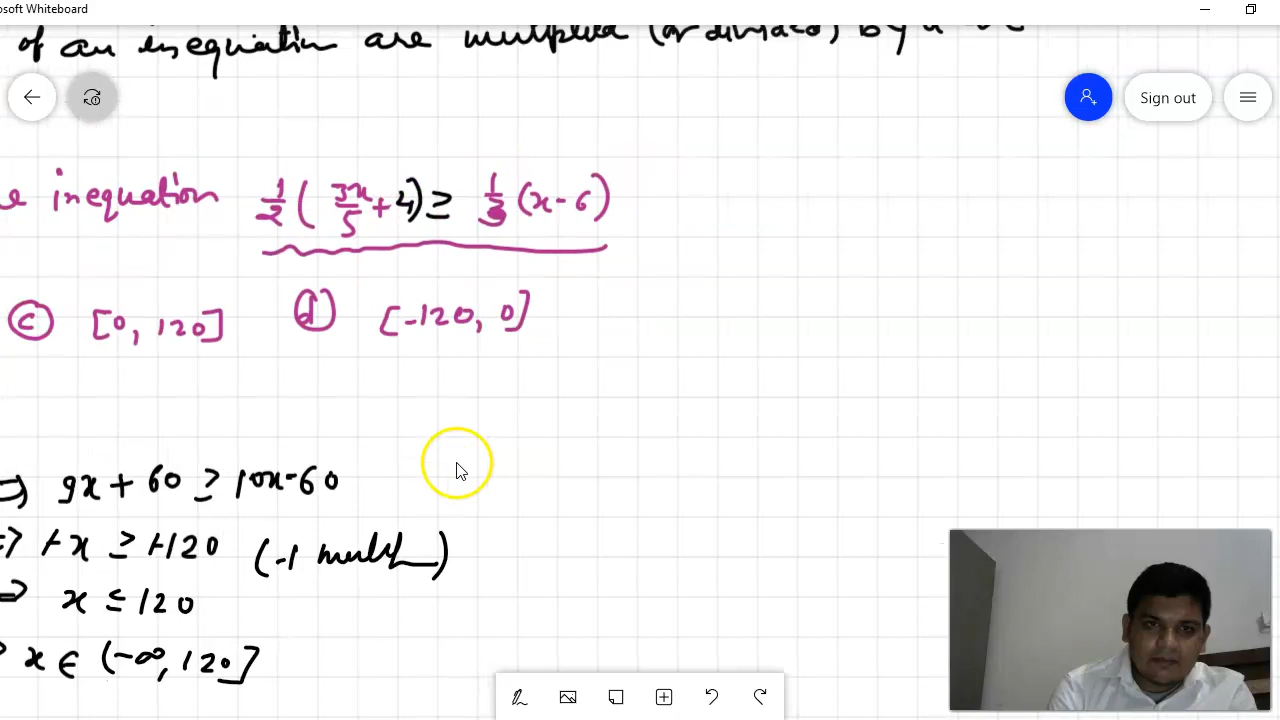 osoft Whiteboard
of an inequation are multiplied (or divided) by a
Sign out
e inequation 1/2 ( 3x/5 + 4) ≥ 1/3 (x-6)
(c) [0, 120] (d) [-120, 0]
⇒ 9x + 60 ≥ 10x-60
⇒ -x ≥ -120 (-1 mult)
⇒ x ≤ 120
x ∈ (-∞, 120]